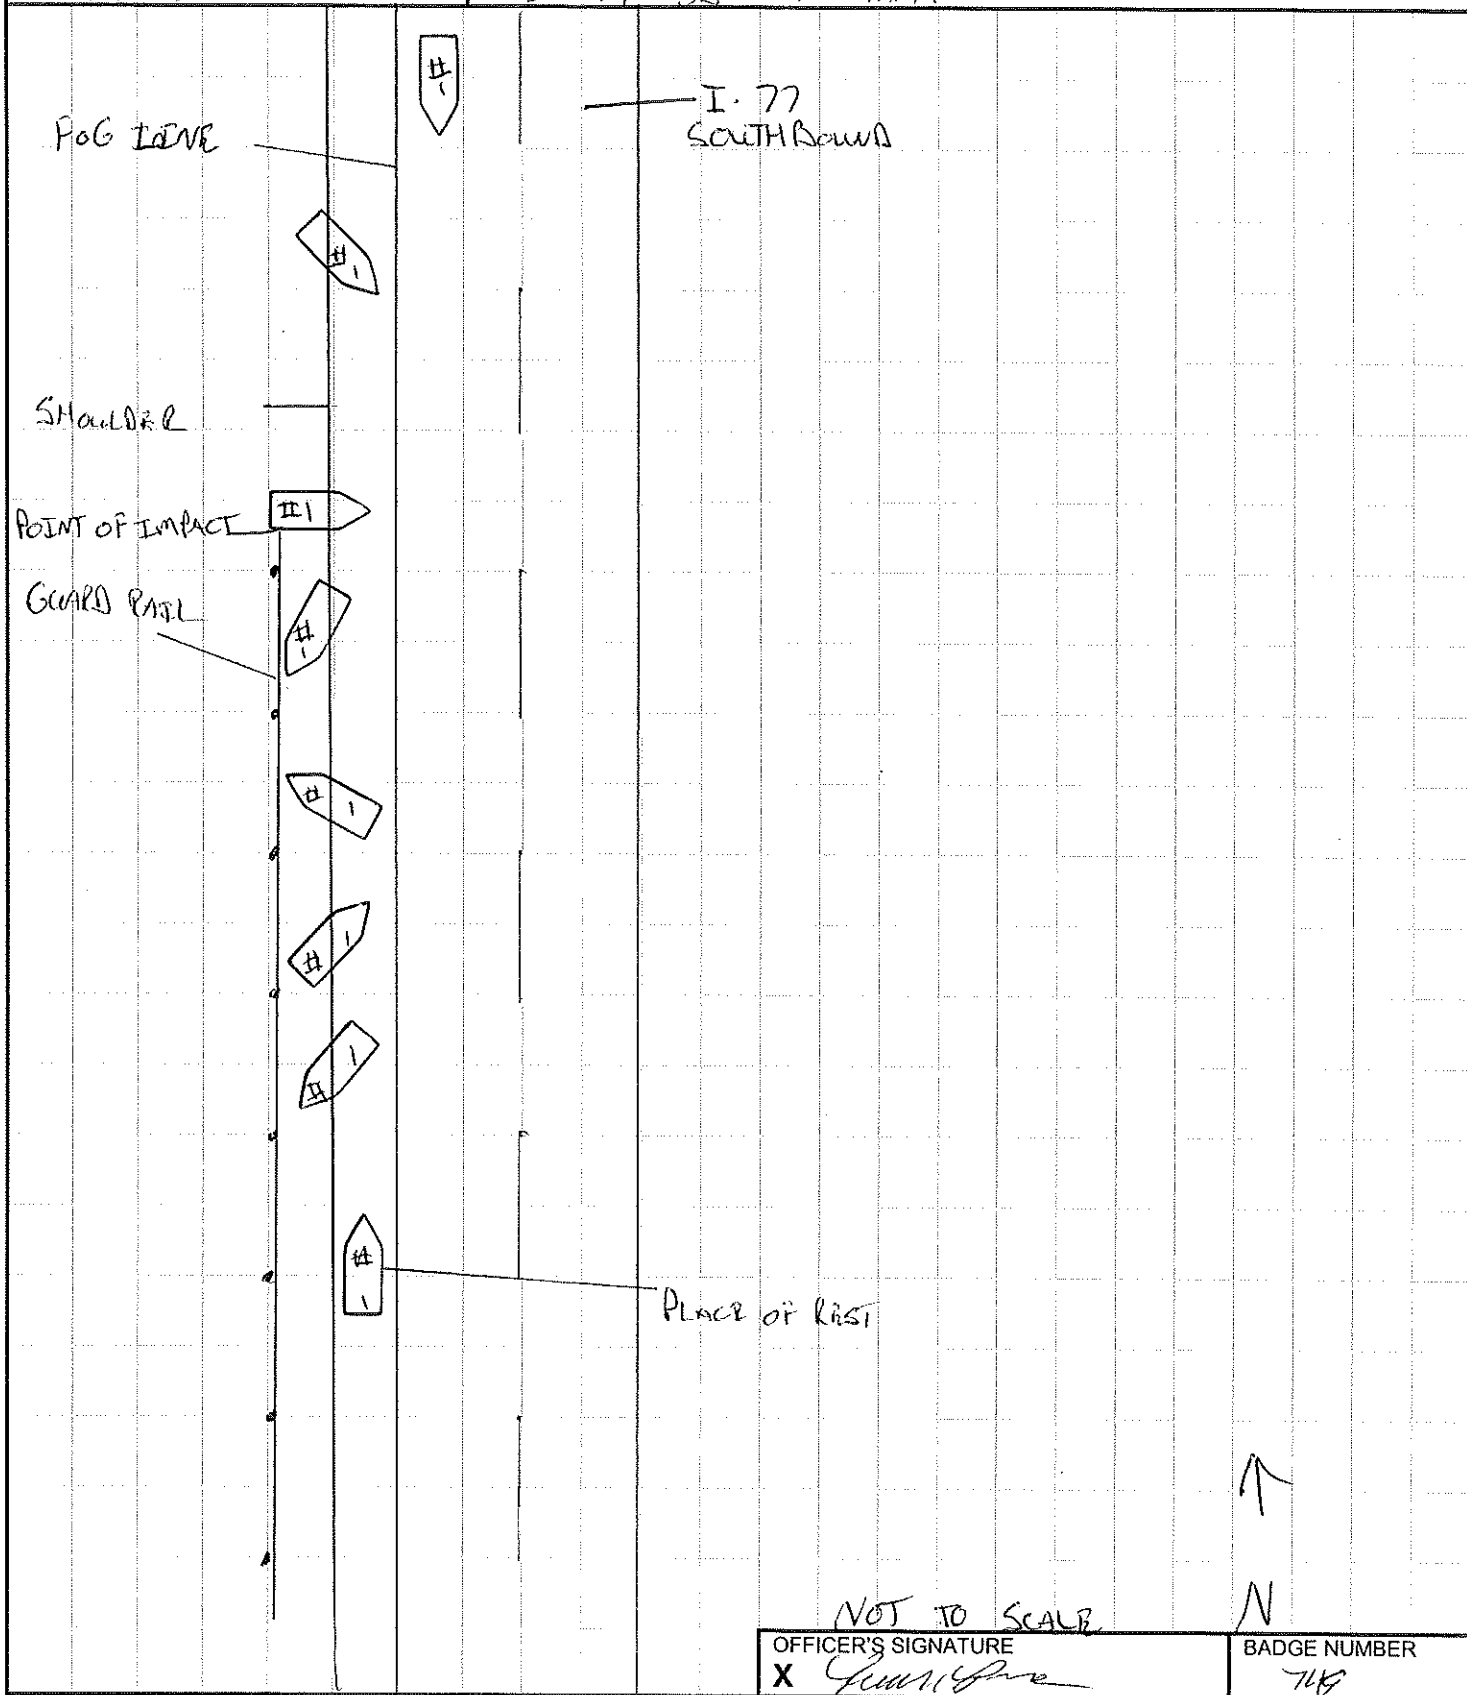 #1
I-77
SOUTHBOUND
FOG LINE
#1
SHOULDER
#1
POINT OF IMPACT
GUARD RAIL
#1
#1
#1
#1
#1
PLACE OF REST
NOT TO SCALE
N
OFFICER'S SIGNATURE
X
BADGE NUMBER